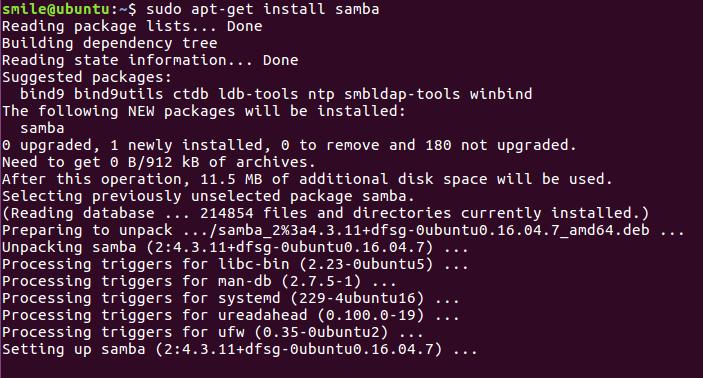 smile@ubuntu:~$ sudo apt-get install samba
Reading package lists... Done
Building dependency tree
Reading state information... Done
Suggested packages:
  bind9 bind9utils ctdb ldb-tools ntp smbldap-tools winbind
The following NEW packages will be installed:
  samba
0 upgraded, 1 newly installed, 0 to remove and 180 not upgraded.
Need to get 0 B/912 kB of archives.
After this operation, 11.5 MB of additional disk space will be used.
Selecting previously unselected package samba.
(Reading database ... 214854 files and directories currently installed.)
Preparing to unpack .../samba_2%3a4.3.11+dfsg-0ubuntu0.16.04.7_amd64.deb ...
Unpacking samba (2:4.3.11+dfsg-0ubuntu0.16.04.7) ...
Processing triggers for libc-bin (2.23-0ubuntu5) ...
Processing triggers for man-db (2.7.5-1) ...
Processing triggers for systemd (229-4ubuntu16) ...
Processing triggers for ureadahead (0.100.0-19) ...
Processing triggers for ufw (0.35-0ubuntu2) ...
Setting up samba (2:4.3.11+dfsg-0ubuntu0.16.04.7) ...